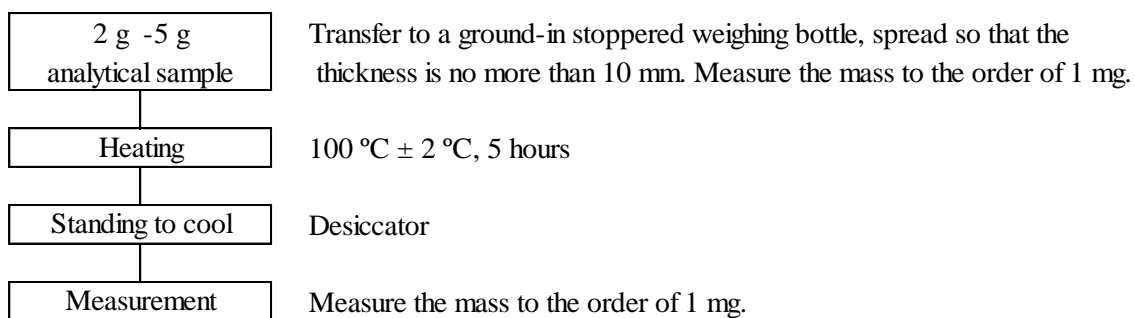 2 g -5 g
analytical sample
Transfer to a ground-in stoppered weighing bottle, spread so that the
thickness is no more than 10 mm. Measure the mass to the order of 1 mg.
Heating
100 ºC ± 2 ºC, 5 hours
Standing to cool
Desiccator
Measurement
Measure the mass to the order of 1 mg.